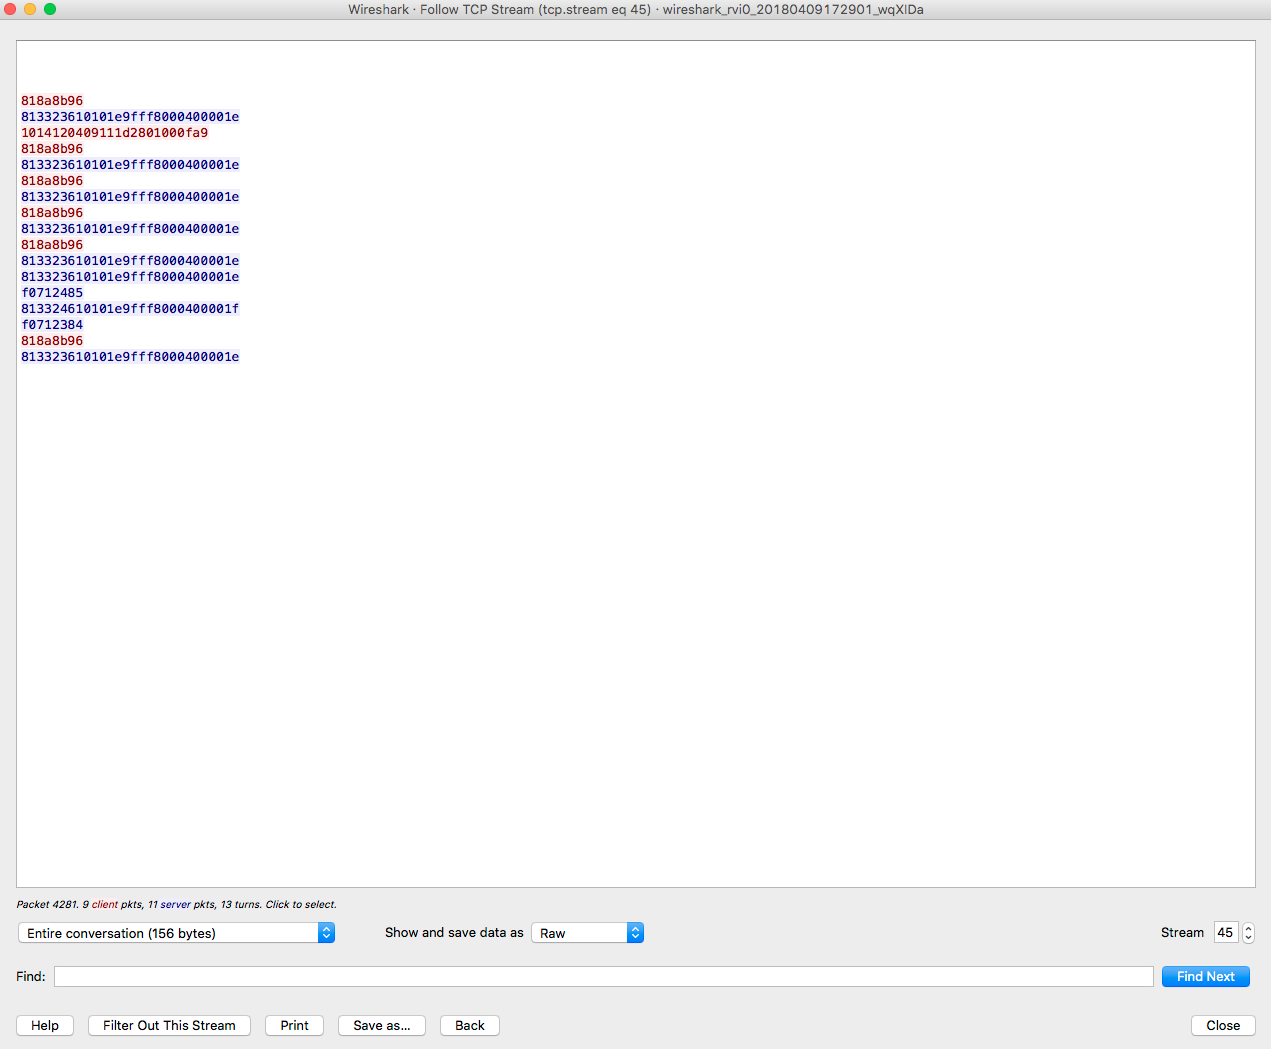 Wireshark · Follow TCP Stream (tcp.stream eq 45) · wireshark_rvi0_20180409172901_wqXlDa
818a8b96
813323610101e9fff8000400001e
1014120409111d2801000fa9
818a8b96
813323610101e9fff8000400001e
818a8b96
813323610101e9fff8000400001e
818a8b96
813323610101e9fff8000400001e
818a8b96
813323610101e9fff8000400001e
813323610101e9fff8000400001e
f0712485
813324610101e9fff8000400001f
f0712384
818a8b96
813323610101e9fff8000400001e
Packet 4281. 9 client pkts, 11 server pkts, 13 turns. Click to select.
Entire conversation (156 bytes) Show and save data as Raw Stream 45
Find: Find Next
Help Filter Out This Stream Print Save as... Back Close